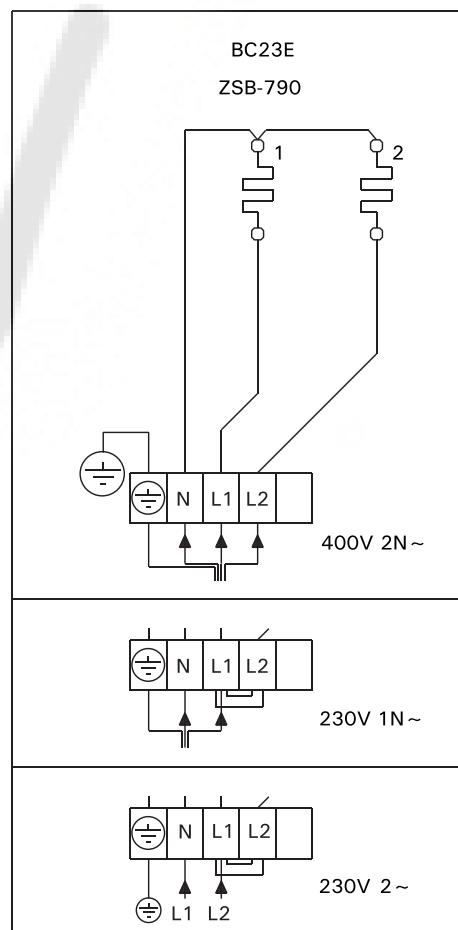 BC23E
ZSB-790
1 2
N L1 L2
400V 2N~
N L1 L2
230V 1N~
N L1 L2
230V 2~
L1 L2